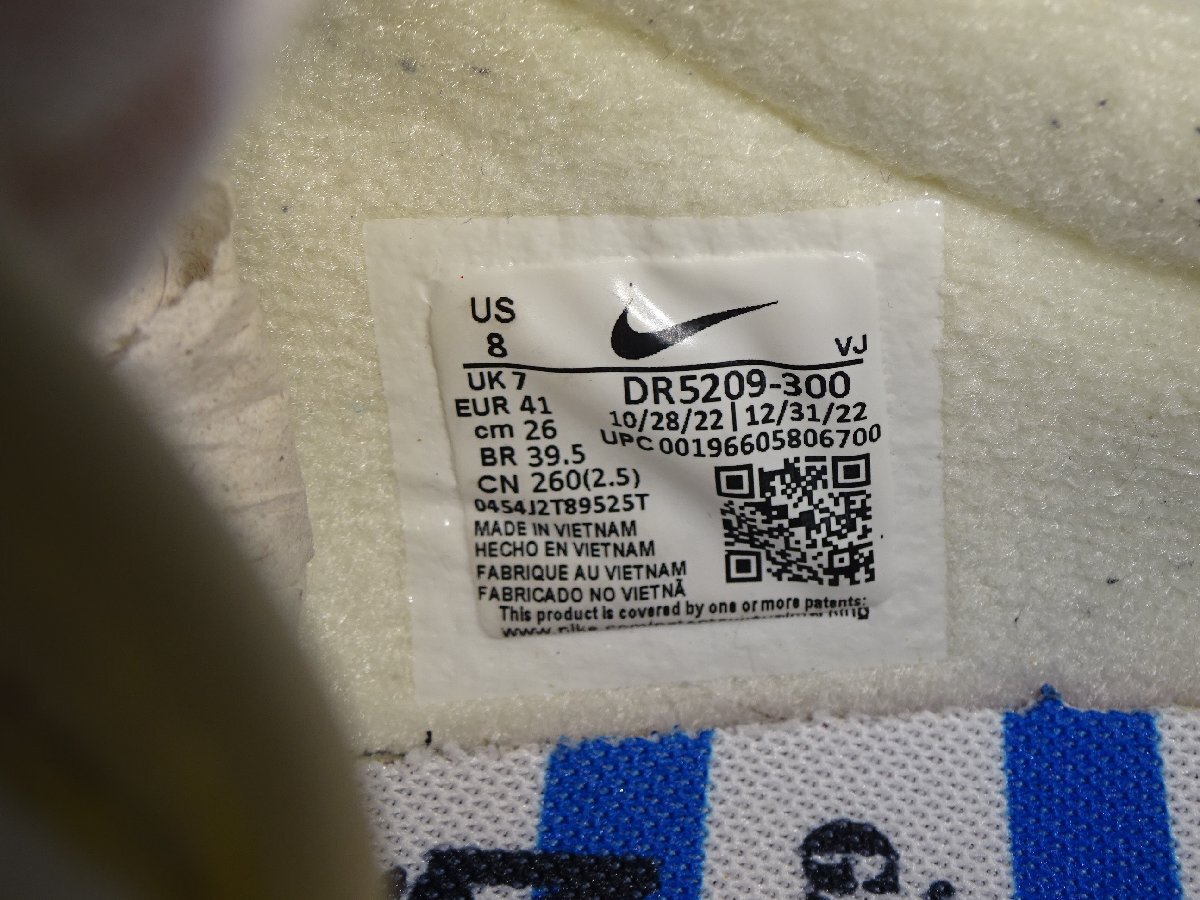 US
8
VJ
UK 7
DR5209-300
EUR 41
10/28/22 | 12/31/22
cm 26
UPC 00196605806700
BR 39.5
CN 260(2.5)
0454J2T89525T
MADE IN VIETNAM
HECHO EN VIETNAM
FABRIQUE AU VIETNAM
FABRICADO NO VIETNÃ
This product is covered by one or more patents: